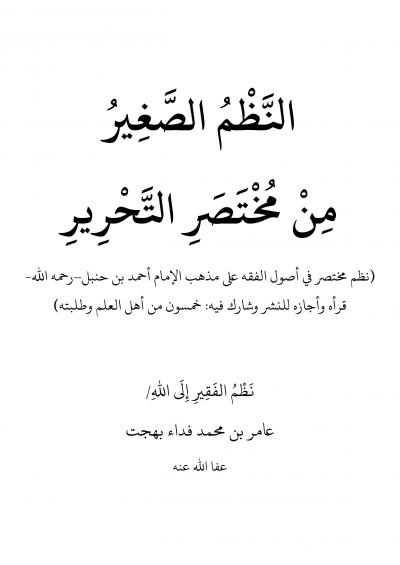 النَّظْمُ الصَّغِيرُ
مِنْ مُخْتَصَرِ التَّحْرِيرِ
(نظم مختصر في أصول الفقه على مذهب الإمام أحمد بن حنبل–رحمه الله-
قرأه وأجازه للنشر وشارك فيه: خمسون من أهل العلم وطلبته)
نَظْمُ الفَقِيرِ إِلَى اللهِ/
عامر بن محمد فداء بهجت
عفا الله عنه